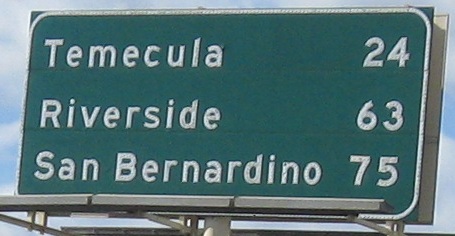 Temecula 24
Riverside 63
San Bernardino 75